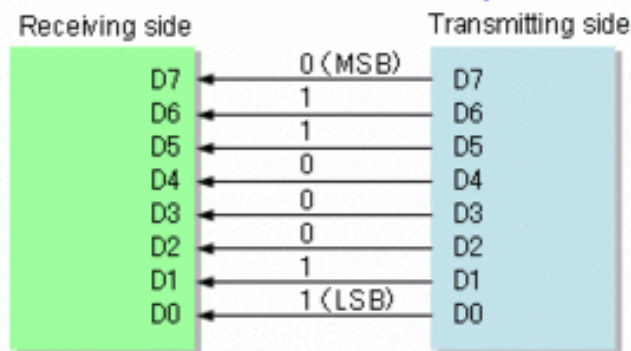 Receiving side Transmitting side
D7 0(MSB) D7
D6 1 D6
D5 1 D5
D4 0 D4
D3 0 D3
D2 0 D2
D1 1 D1
D0 1(LSB) D0